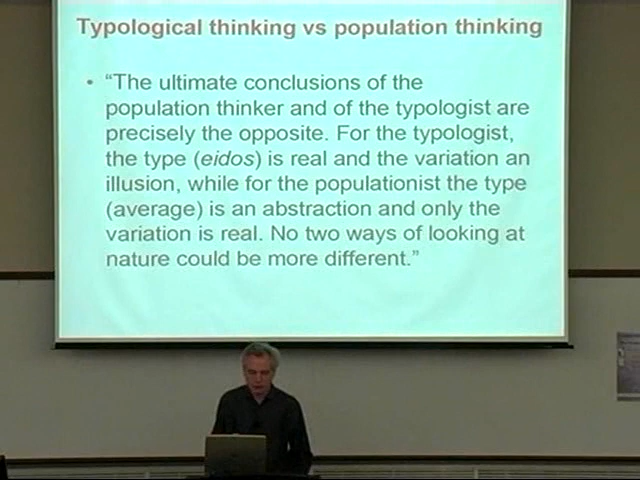 Typological thinking vs population thinking
• “The ultimate conclusions of the
population thinker and of the typologist are
precisely the opposite. For the typologist,
the type (eidos) is real and the variation an
illusion, while for the populationist the type
(average) is an abstraction and only the
variation is real. No two ways of looking at
nature could be more different.”